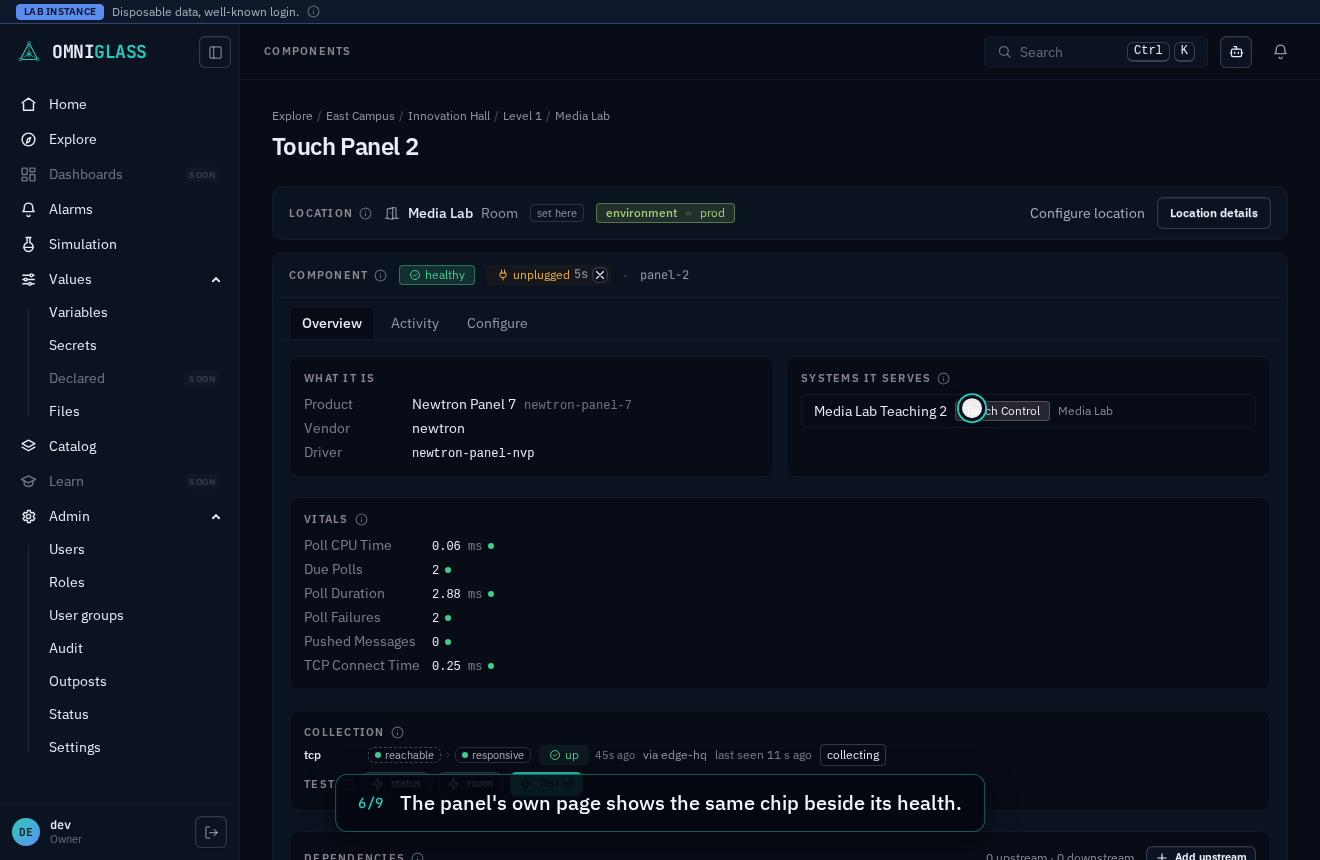 LAB INSTANCE Disposable data, well-known login.
OMNIGLASS
COMPONENTS
Search Ctrl K
Home
Explore
Dashboards SOON
Alarms
Simulation
Values
Variables
Secrets
Declared SOON
Files
Catalog
Learn SOON
Admin
Users
Roles
User groups
Audit
Outposts
Status
Settings
DE dev
Owner
Explore / East Campus / Innovation Hall / Level 1 / Media Lab
Touch Panel 2
LOCATION Media Lab Room set here environment = prod Configure location Location details
COMPONENT healthy unplugged 5s · panel-2
Overview Activity Configure
WHAT IT IS
Product Newtron Panel 7 newtron-panel-7
Vendor newtron
Driver newtron-panel-nvp
SYSTEMS IT SERVES
Media Lab Teaching 2 Control Media Lab
VITALS
Poll CPU Time 0.06 ms
Due Polls 2
Poll Duration 2.88 ms
Poll Failures 2
Pushed Messages 0
TCP Connect Time 0.25 ms
COLLECTION
tcp reachable › responsive up 45s ago via edge-hq last seen 11 s ago collecting
TEST status room Test all
6/9 The panel's own page shows the same chip beside its health.
DEPENDENCIES 0 upstream · 0 downstream + Add upstream